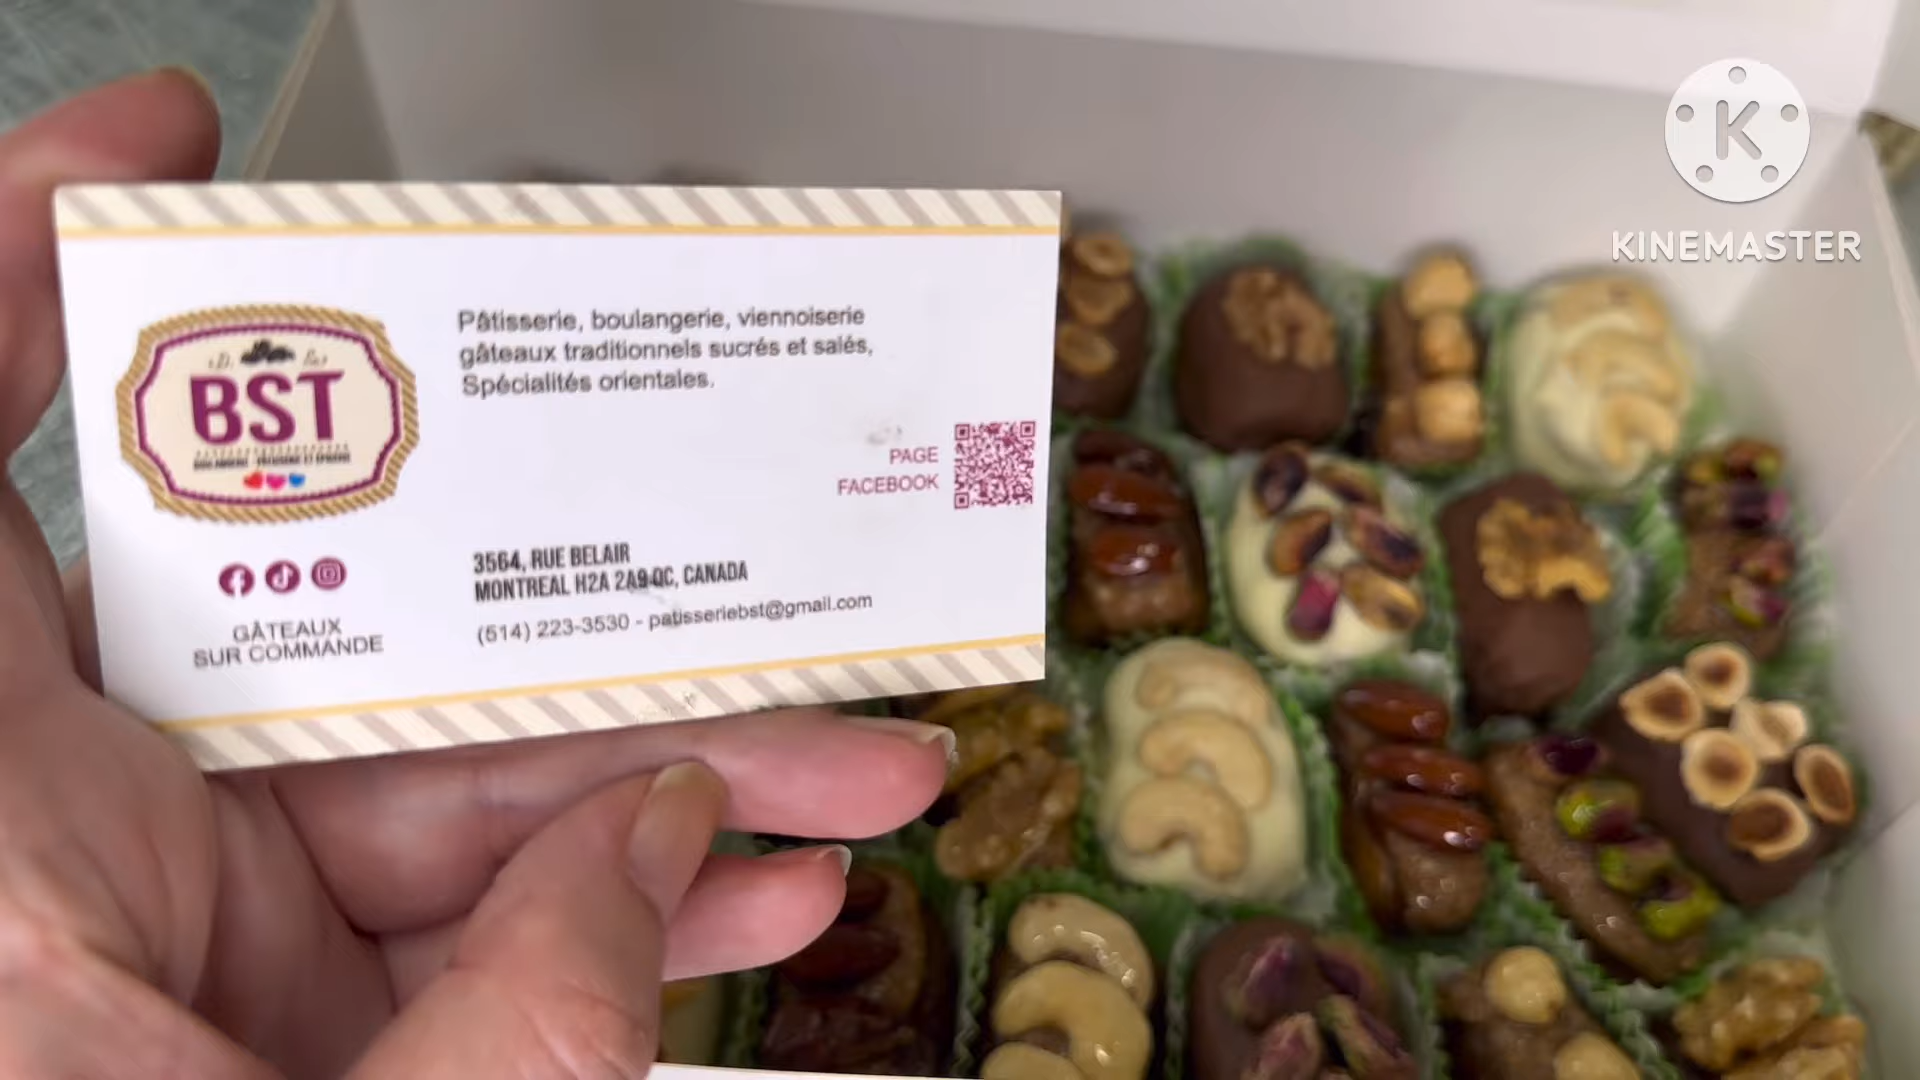 BST
Pâtisserie, boulangerie, viennoiserie
gâteaux traditionnels sucrés et salés,
Spécialités orientales.
PAGE
FACEBOOK
3564, RUE BELAIR
MONTREAL H2A 2A9 QC, CANADA
(514) 223-3530 - patisseriebst@gmail.com
GÂTEAUX
SUR COMMANDE
K
KINEMASTER